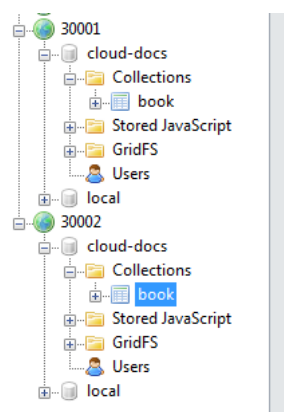 30001
cloud-docs
Collections
book
Stored JavaScript
GridFS
Users
local
30002
cloud-docs
Collections
book
Stored JavaScript
GridFS
Users
local